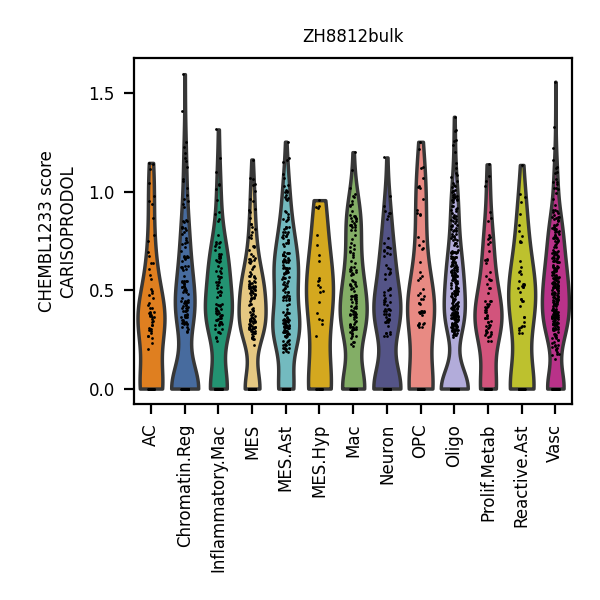 ZH8812bulk
CHEMBL1233 score
CARISOPRODOL
1.5
1.0
0.5
0.0
AC
Chromatin.Reg
Inflammatory.Mac
MES
MES.Ast
MES.Hyp
Mac
Neuron
OPC
Oligo
Prolif.Metab
Reactive.Ast
Vasc